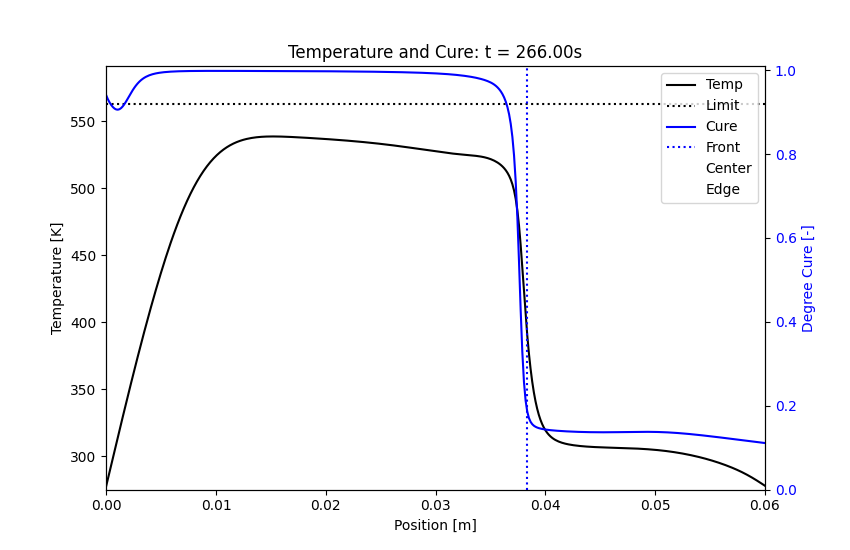 Temperature and Cure: t = 266.00s
Temp
Limit
Cure
Front
Center
Edge
Temperature [K]
550
500
450
400
350
300
Degree Cure [-]
1.0
0.8
0.6
0.4
0.2
0.0
0.00 0.01 0.02 0.03 0.04 0.05 0.06
Position [m]